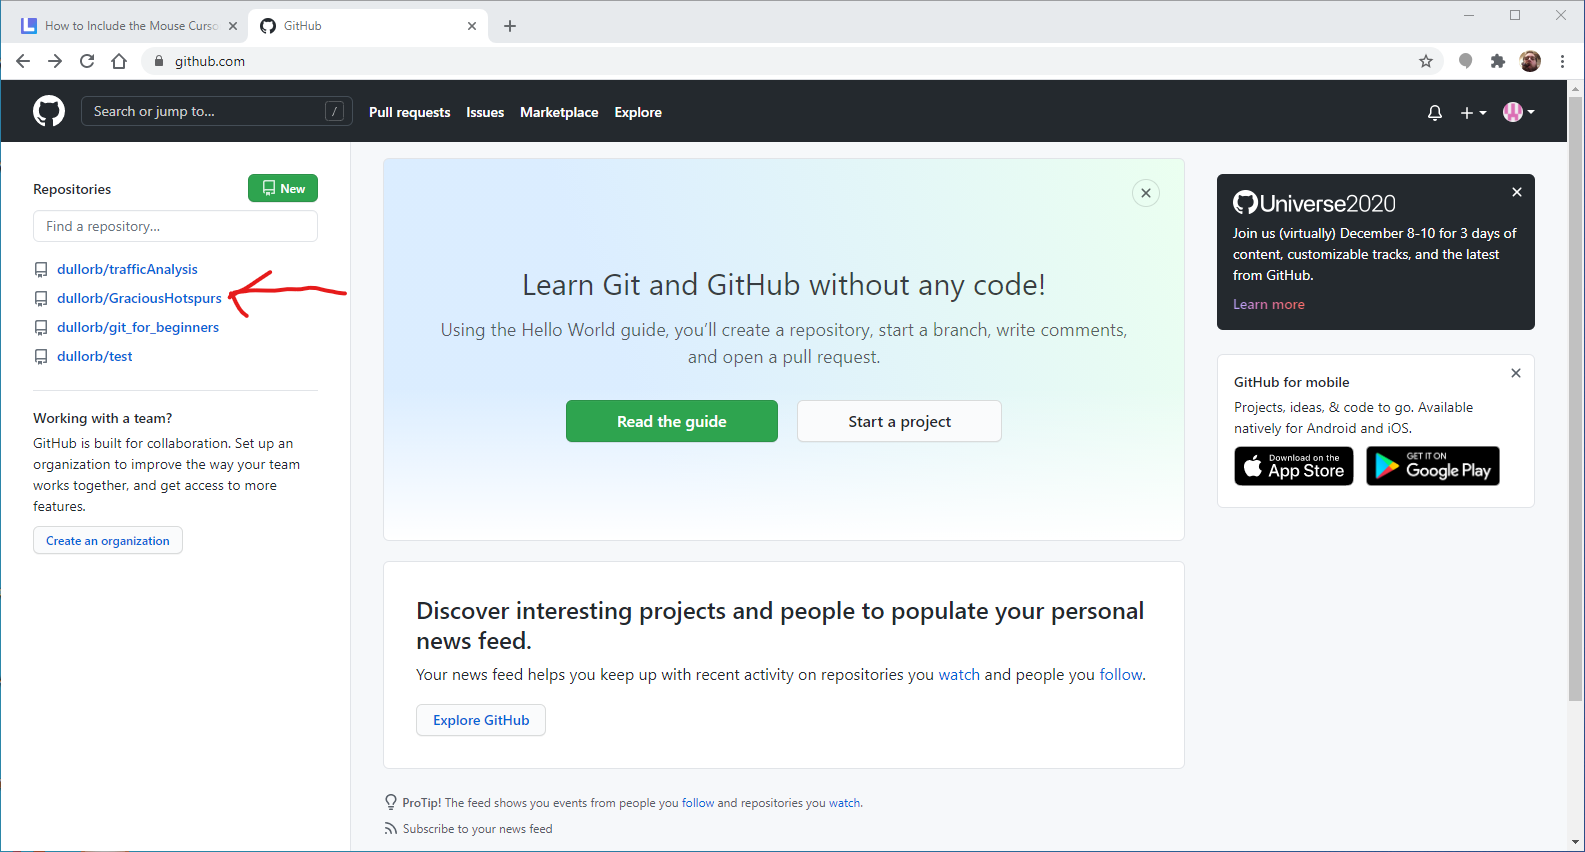 How to Include the Mouse Curso
GitHub
github.com
Search or jump to... /
Pull requests Issues Marketplace Explore
Repositories
New
Find a repository...
dullorb/trafficAnalysis
dullorb/GraciousHotspurs
dullorb/git_for_beginners
dullorb/test
Working with a team?
GitHub is built for collaboration. Set up an
organization to improve the way your team
works together, and get access to more
features.
Create an organization
Learn Git and GitHub without any code!
Using the Hello World guide, you’ll create a repository, start a branch, write comments,
and open a pull request.
Read the guide
Start a project
Discover interesting projects and people to populate your personal
news feed.
Your news feed helps you keep up with recent activity on repositories you watch and people you follow.
Explore GitHub
ProTip! The feed shows you events from people you follow and repositories you watch.
Subscribe to your news feed
Universe2020
Join us (virtually) December 8-10 for 3 days of
content, customizable tracks, and the latest
from GitHub.
Learn more
GitHub for mobile
Projects, ideas, & code to go. Available
natively for Android and iOS.
Download on the
App Store
GET IT ON
Google Play